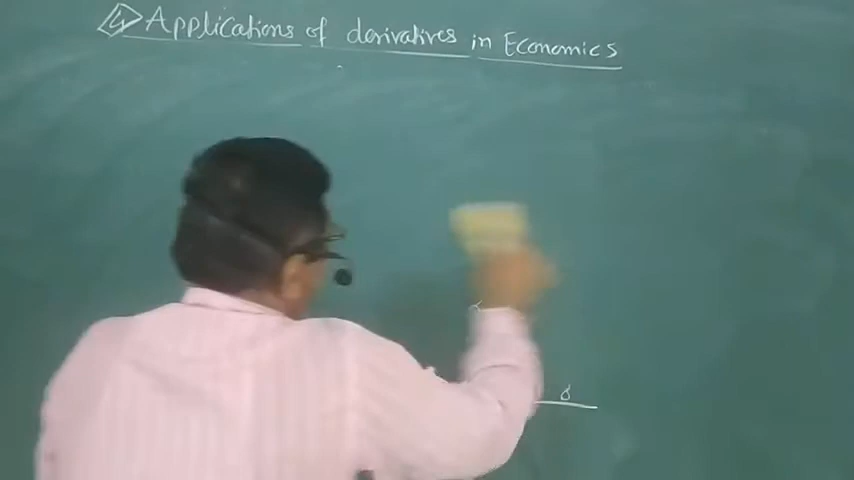 ④ Applications of derivatives in Economics